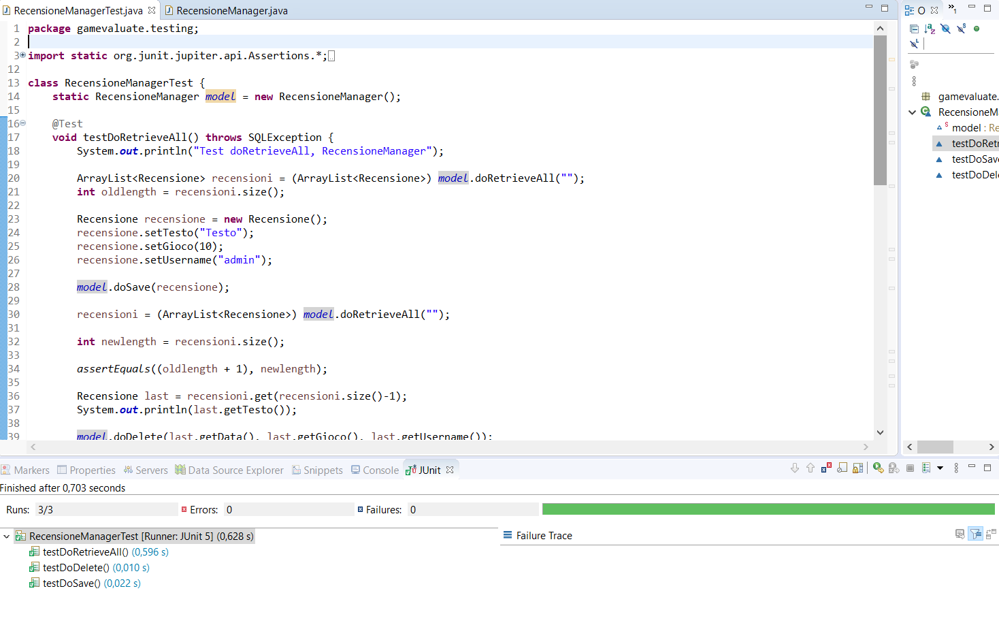 RecensioneManagerTest.java
RecensioneManager.java
1 package gamevaluate.testing;
2
3 import static org.junit.jupiter.api.Assertions.*;
12
13 class RecensioneManagerTest {
14 static RecensioneManager model = new RecensioneManager();
15
16 @Test
17 void testDoRetrieveAll() throws SQLException {
18 System.out.println("Test doRetrieveAll, RecensioneManager");
19
20 ArrayList<Recensione> recensioni = (ArrayList<Recensione>) model.doRetrieveAll("");
21 int oldlength = recensioni.size();
22
23 Recensione recensione = new Recensione();
24 recensione.setTesto("Testo");
25 recensione.setGioco(10);
26 recensione.setUsername("admin");
27
28 model.doSave(recensione);
29
30 recensioni = (ArrayList<Recensione>) model.doRetrieveAll("");
31
32 int newlength = recensioni.size();
33
34 assertEquals((oldlength + 1), newlength);
35
36 Recensione last = recensioni.get(recensioni.size()-1);
37 System.out.println(last.getTesto());
38
39 model.doDelete(last.getData(), last.getGioco(), last.getUsername());
O
gamevaluate.
RecensioneM
model : Re
testDoRetr
testDoSave
testDoDele
Markers Properties Servers Data Source Explorer Snippets Console JUnit
Finished after 0,703 seconds
Runs: 3/3 Errors: 0 Failures: 0
RecensioneManagerTest [Runner: JUnit 5] (0,628 s)
testDoRetrieveAll() (0,596 s)
testDoDelete() (0,010 s)
testDoSave() (0,022 s)
Failure Trace